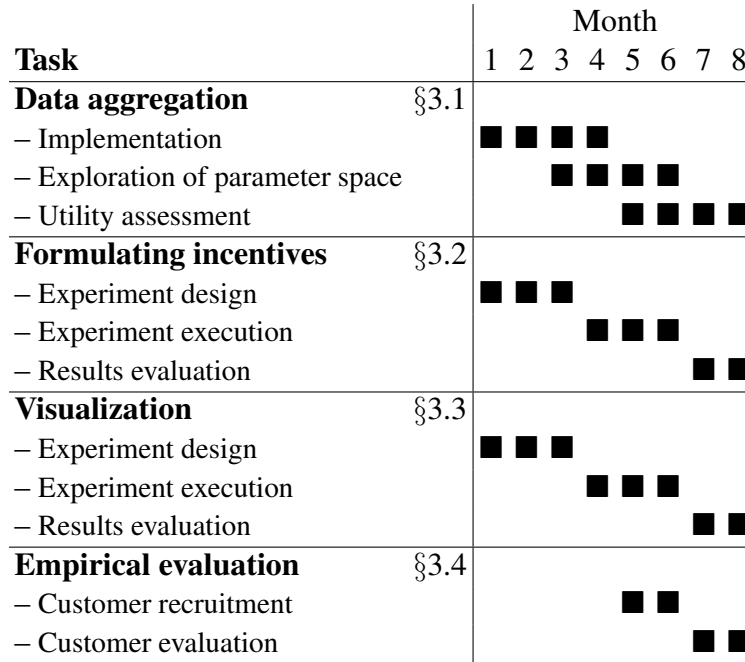 Month
Task 1 2 3 4 5 6 7 8
Data aggregation §3.1
– Implementation ■ ■ ■ ■
– Exploration of parameter space ■ ■ ■ ■
– Utility assessment ■ ■ ■ ■
Formulating incentives §3.2
– Experiment design ■ ■ ■
– Experiment execution ■ ■ ■
– Results evaluation ■ ■
Visualization §3.3
– Experiment design ■ ■ ■
– Experiment execution ■ ■ ■
– Results evaluation ■ ■
Empirical evaluation §3.4
– Customer recruitment ■ ■
– Customer evaluation ■ ■